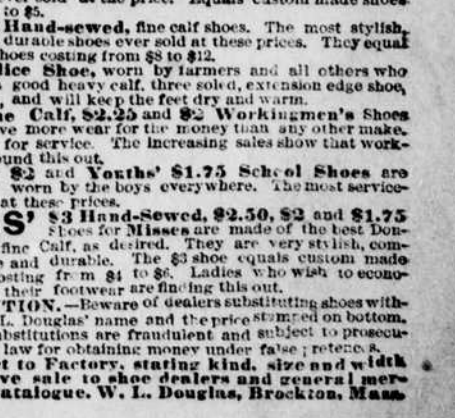 to $5.
Hand-sewed, fine calf shoes. The most stylish,
durable shoes ever sold at these prices. They equal
shoes costing from $8 to $12.
lice Shoe, worn by farmers and all others who
good heavy calf, three soled, extension edge shoe,
, and will keep the feet dry and warm.
ne Calf, $2.25 and $2 Workingmen's Shoes
ve more wear for the money than any other make.
for service. The increasing sales show that work-
und this out.
$2 and Youths' $1.75 School Shoes are
worn by the boys everywhere. The most service-
at these prices.
S' $3 Hand-Sewed, $2.50, $2 and $1.75
Shoes for Misses are made of the best Don-
fine Calf, as desired. They are very stylish, com-
e and durable. The $3 shoe equals custom made
osting from $4 to $6. Ladies who wish to econo-
their footwear are finding this out.
TION.—Beware of dealers substituting shoes with-
L. Douglas' name and the price stamped on bottom.
ubstitutions are fraudulent and subject to prosecu-
law for obtaining money under false pretences.
t to Factory, stating kind, size and width
ve sale to shoe dealers and general mer-
atalogue. W. L. Douglas, Brockton, Mass.